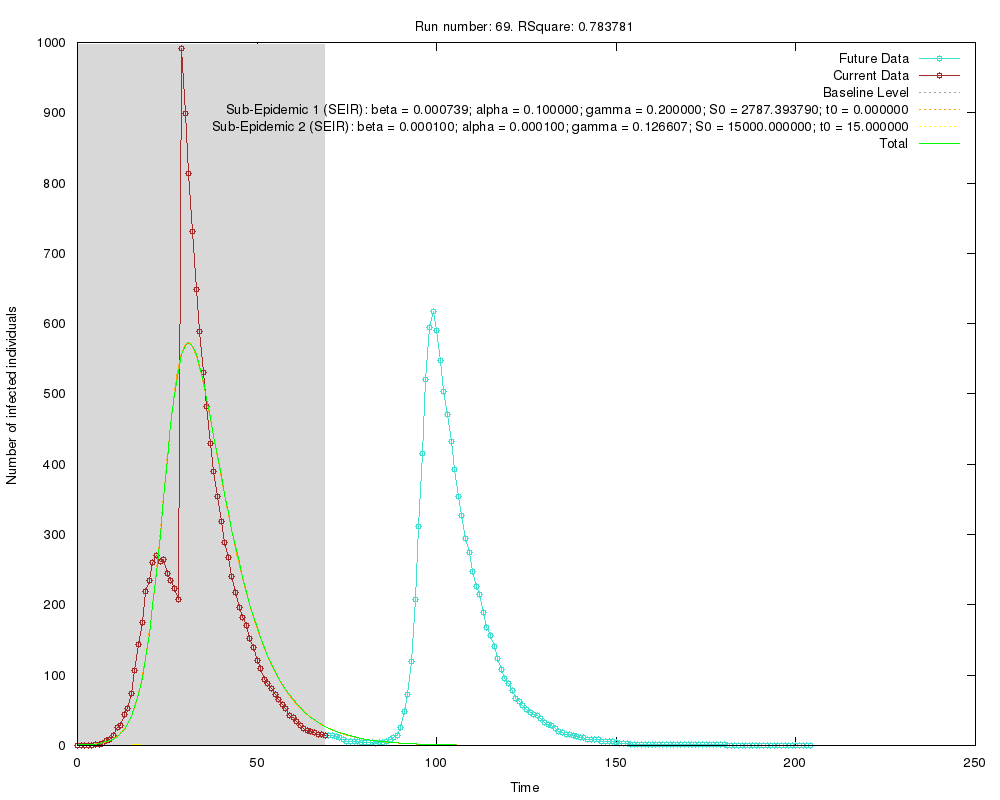 Run number: 69. RSquare: 0.783781
Future Data
Current Data
Baseline Level
Sub-Epidemic 1 (SEIR): beta = 0.000739; alpha = 0.100000; gamma = 0.200000; S0 = 2787.393790; t0 = 0.000000
Sub-Epidemic 2 (SEIR): beta = 0.000100; alpha = 0.000100; gamma = 0.126607; S0 = 15000.000000; t0 = 15.000000
Total
Number of infected individuals
1000
900
800
700
600
500
400
300
200
100
0
0 50 100 150 200 250
Time